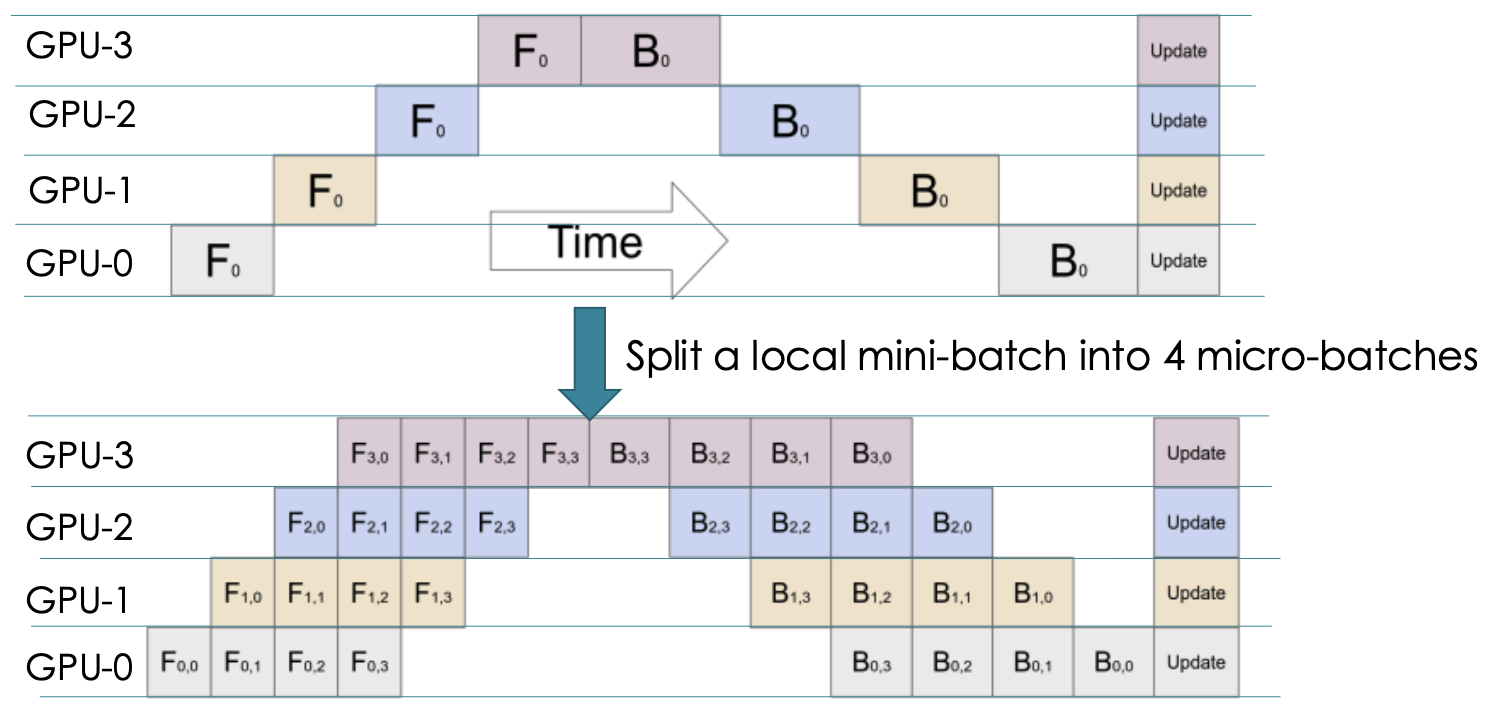 GPU-3 F₀ B₀ Update
GPU-2 F₀ B₀ Update
GPU-1 F₀ B₀ Update
GPU-0 F₀ B₀ Update
Time
Split a local mini-batch into 4 micro-batches
GPU-3 F3,0 F3,1 F3,2 F3,3 B3,3 B3,2 B3,1 B3,0 Update
GPU-2 F2,0 F2,1 F2,2 F2,3 B2,3 B2,2 B2,1 B2,0 Update
GPU-1 F1,0 F1,1 F1,2 F1,3 B1,3 B1,2 B1,1 B1,0 Update
GPU-0 F0,0 F0,1 F0,2 F0,3 B0,3 B0,2 B0,1 B0,0 Update